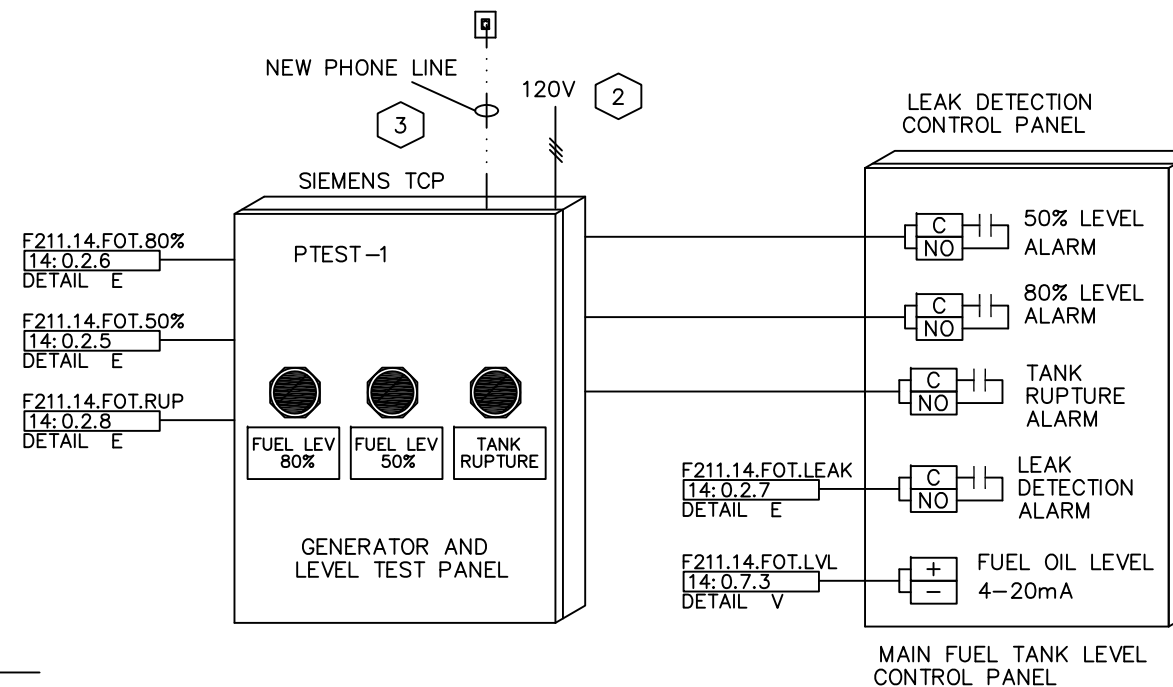 NEW PHONE LINE
120V
2
3
SIEMENS TCP
F211.14.FOT.80%
14:0.2.6
DETAIL E
F211.14.FOT.50%
14:0.2.5
DETAIL E
F211.14.FOT.RUP
14:0.2.8
DETAIL E
PTEST-1
FUEL LEV
80%
FUEL LEV
50%
TANK
RUPTURE
GENERATOR AND
LEVEL TEST PANEL
LEAK DETECTION
CONTROL PANEL
C
NO
50% LEVEL
ALARM
C
NO
80% LEVEL
ALARM
C
NO
TANK
RUPTURE
ALARM
F211.14.FOT.LEAK
14:0.2.7
DETAIL E
C
NO
LEAK
DETECTION
ALARM
F211.14.FOT.LVL
14:0.7.3
DETAIL V
+
-
FUEL OIL LEVEL
4-20mA
MAIN FUEL TANK LEVEL
CONTROL PANEL